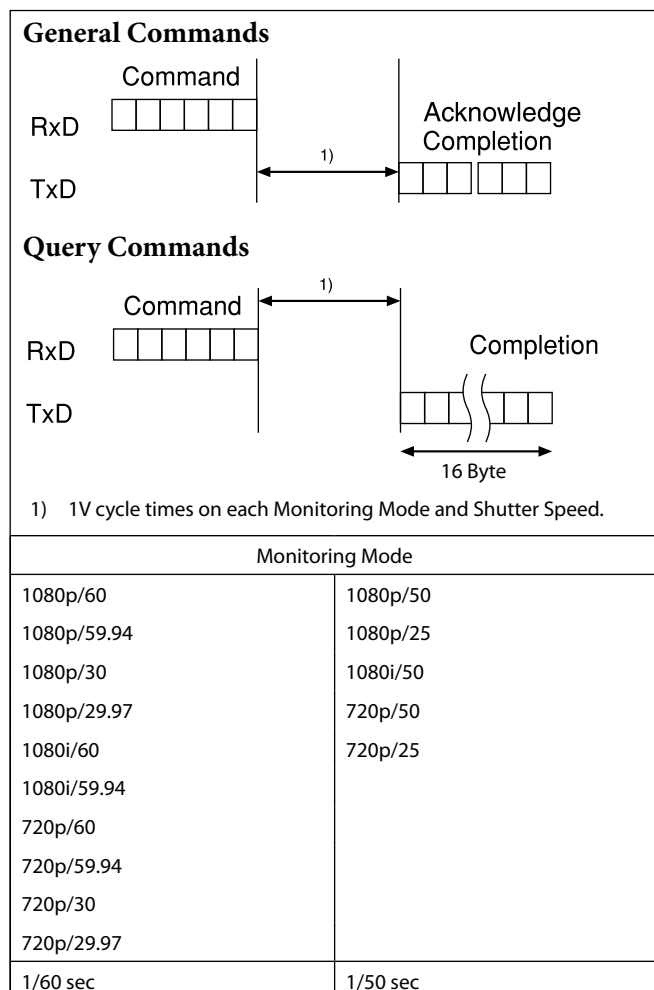 General Commands
Command
RxD
Acknowledge
Completion
1)
TxD
Query Commands
1)
Command
RxD
Completion
TxD
16 Byte
1) 1V cycle times on each Monitoring Mode and Shutter Speed.
Monitoring Mode
1080p/60 1080p/50
1080p/59.94 1080p/25
1080p/30 1080i/50
1080p/29.97 720p/50
1080i/60 720p/25
1080i/59.94
720p/60
720p/59.94
720p/30
720p/29.97
1/60 sec 1/50 sec